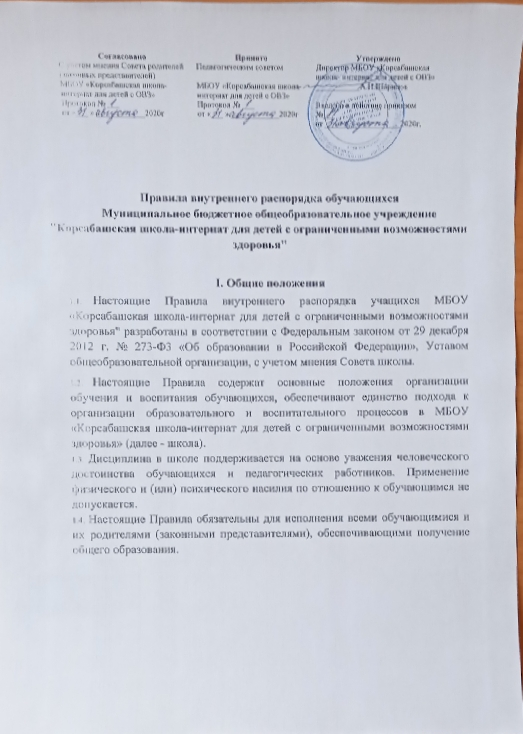 Согласовано
с учетом мнения Совета родителей
(законных представителей)
МБОУ «Корсабашская школа-
интернат для детей с ОВЗ»
Протокол № 1
от «31» августа 2020г
Принято
Педагогическим советом
МБОУ «Корсабашская школа-
интернат для детей с ОВЗ»
Протокол № 1
от «31» августа 2020г
Утверждено
Директор МБОУ «Корсабашская
школа- интернат для детей с ОВЗ»
Введено в действие приказом
№
от августа 2020г.
Правила внутреннего распорядка обучающихся
Муниципальное бюджетное общеобразовательное учреждение
"Корсабашская школа-интернат для детей с ограниченными возможностями
здоровья"
1. Общие положения
1.1. Настоящие Правила внутреннего распорядка учащихся МБОУ
«Корсабашская школа-интернат для детей с ограниченными возможностями
здоровья" разработаны в соответствии с Федеральным законом от 29 декабря
2012 г. № 273-ФЗ «Об образовании в Российской Федерации», Уставом
общеобразовательной организации, с учетом мнения Совета школы.
1.2 Настоящие Правила содержат основные положения организации
обучения и воспитания обучающихся, обеспечивают единство подхода к
организации образовательного и воспитательного процессов в МБОУ
«Корсабашская школа-интернат для детей с ограниченными возможностями
здоровья» (далее - школа).
1.3. Дисциплина в школе поддерживается на основе уважения человеческого
достоинства обучающихся и педагогических работников. Применение
физического и (или) психического насилия по отношению к обучающимся не
допускается.
1.4. Настоящие Правила обязательны для исполнения всеми обучающимися и
их родителями (законными представителями), обеспечивающими получение
общего образования.